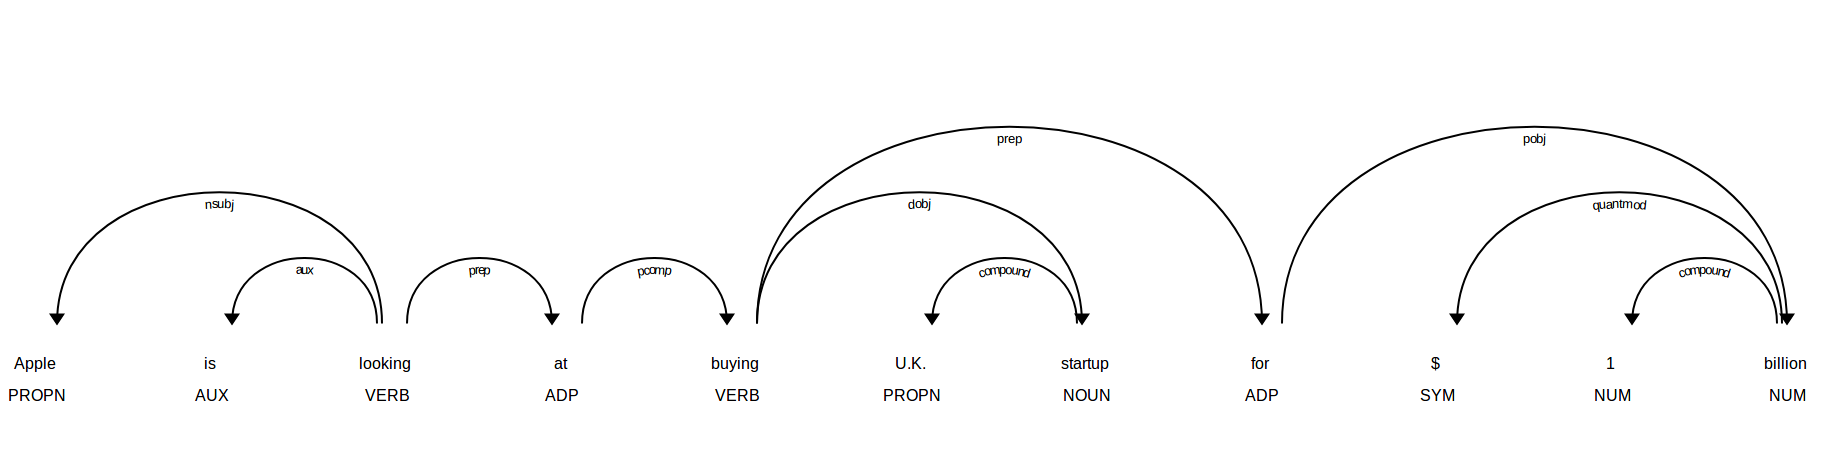 prep pobj
nsubj dobj quantmod
aux prep pcomp compound compound
Apple is looking at buying U.K. startup for $ 1 billion
PROPN AUX VERB ADP VERB PROPN NOUN ADP SYM NUM NUM